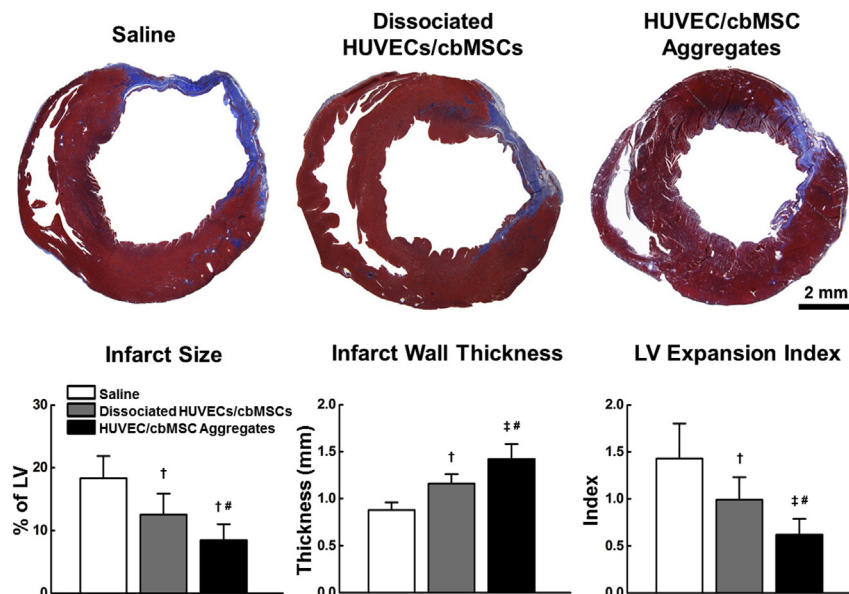 Saline
Dissociated
HUVECs/cbMSCs
HUVEC/cbMSC
Aggregates
2 mm
Infarct Size
Infarct Wall Thickness
LV Expansion Index
Saline
Dissociated HUVECs/cbMSCs
HUVEC/cbMSC Aggregates
% of LV
30
20
10
0
†
† #
Thickness (mm)
2.0
1.5
1.0
0.5
0.0
†
‡ #
Index
2.0
1.5
1.0
0.5
0.0
†
‡ #